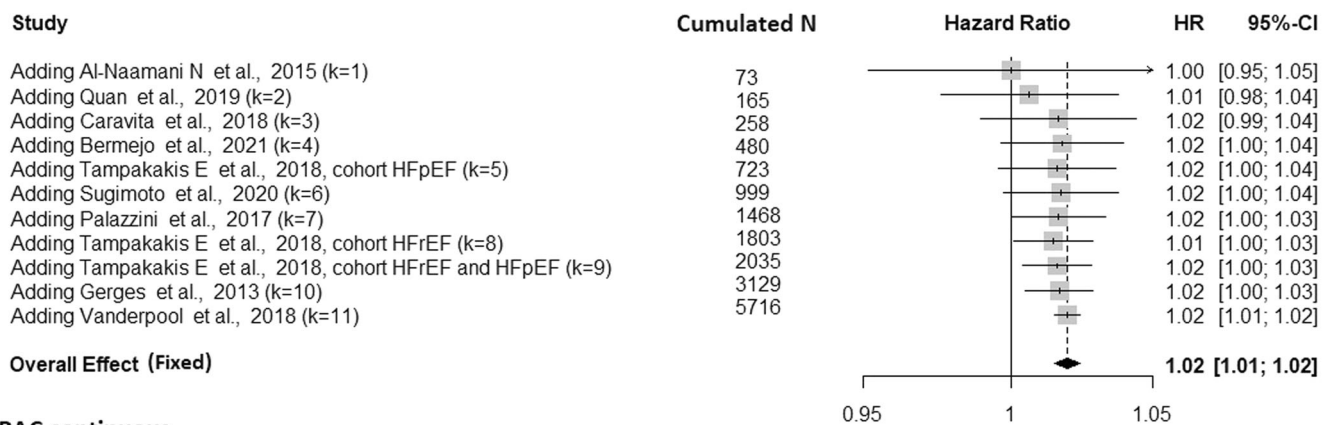 Study Cumulated N Hazard Ratio HR 95%-CI
Adding Al-Naamani N et al., 2015 (k=1) 73 1.00 [0.95; 1.05]
Adding Quan et al., 2019 (k=2) 165 1.01 [0.98; 1.04]
Adding Caravita et al., 2018 (k=3) 258 1.02 [0.99; 1.04]
Adding Bermejo et al., 2021 (k=4) 480 1.02 [1.00; 1.04]
Adding Tampakakis E et al., 2018, cohort HFpEF (k=5) 723 1.02 [1.00; 1.04]
Adding Sugimoto et al., 2020 (k=6) 999 1.02 [1.00; 1.04]
Adding Palazzini et al., 2017 (k=7) 1468 1.02 [1.00; 1.03]
Adding Tampakakis E et al., 2018, cohort HFrEF (k=8) 1803 1.01 [1.00; 1.03]
Adding Tampakakis E et al., 2018, cohort HFrEF and HFpEF (k=9) 2035 1.02 [1.00; 1.03]
Adding Gerges et al., 2013 (k=10) 3129 1.02 [1.00; 1.03]
Adding Vanderpool et al., 2018 (k=11) 5716 1.02 [1.01; 1.02]
Overall Effect (Fixed) 1.02 [1.01; 1.02]
0.95 1 1.05